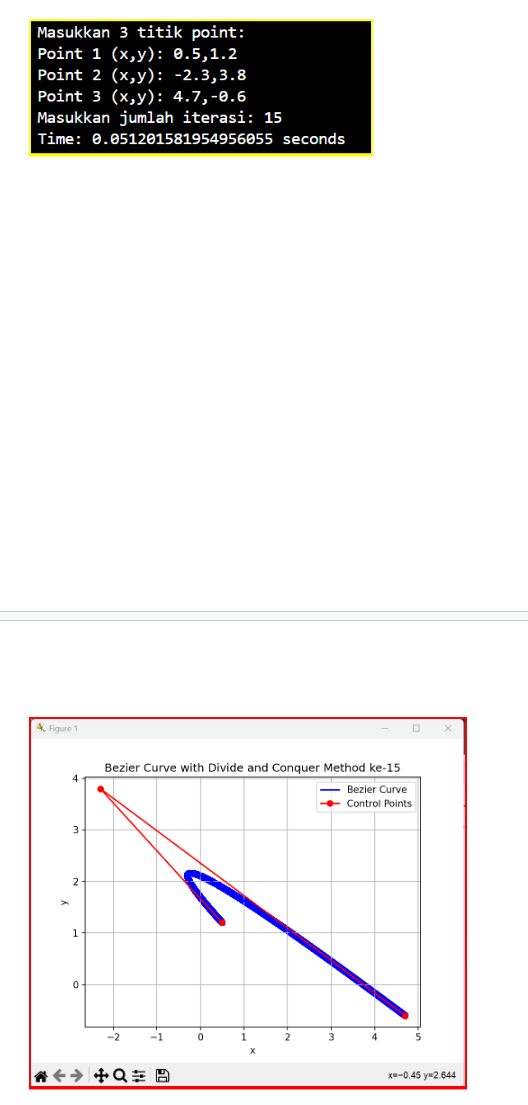 Masukkan 3 titik point:
Point 1 (x,y): 0.5,1.2
Point 2 (x,y): -2.3,3.8
Point 3 (x,y): 4.7,-0.6
Masukkan jumlah iterasi: 15
Time: 0.051201581954956055 seconds
Figure 1
Bezier Curve with Divide and Conquer Method ke-15
Bezier Curve
Control Points
4
3
2
1
0
y
−2 −1 0 1 2 3 4 5
x
x=−0.45 y=2.644